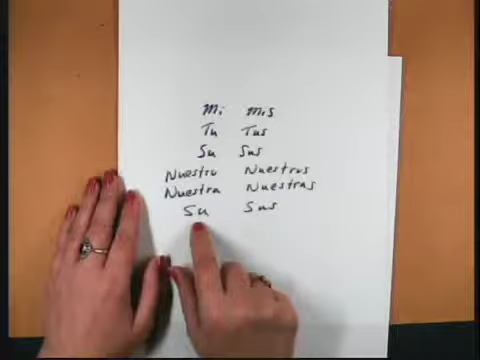 Mi Mis
Tu Tus
Su Sus
Nuestro Nuestros
Nuestra Nuestras
Su Sus